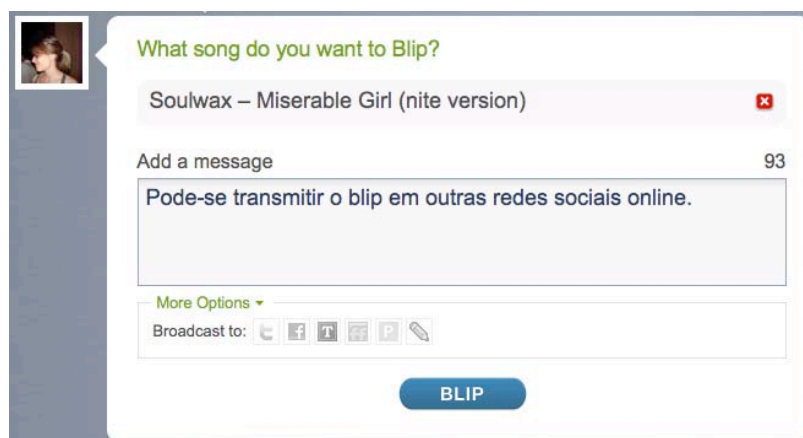 What song do you want to Blip?
Soulwax – Miserable Girl (nite version)
Add a message 93
Pode-se transmitir o blip em outras redes sociais online.
More Options
Broadcast to: t f T ff P
BLIP